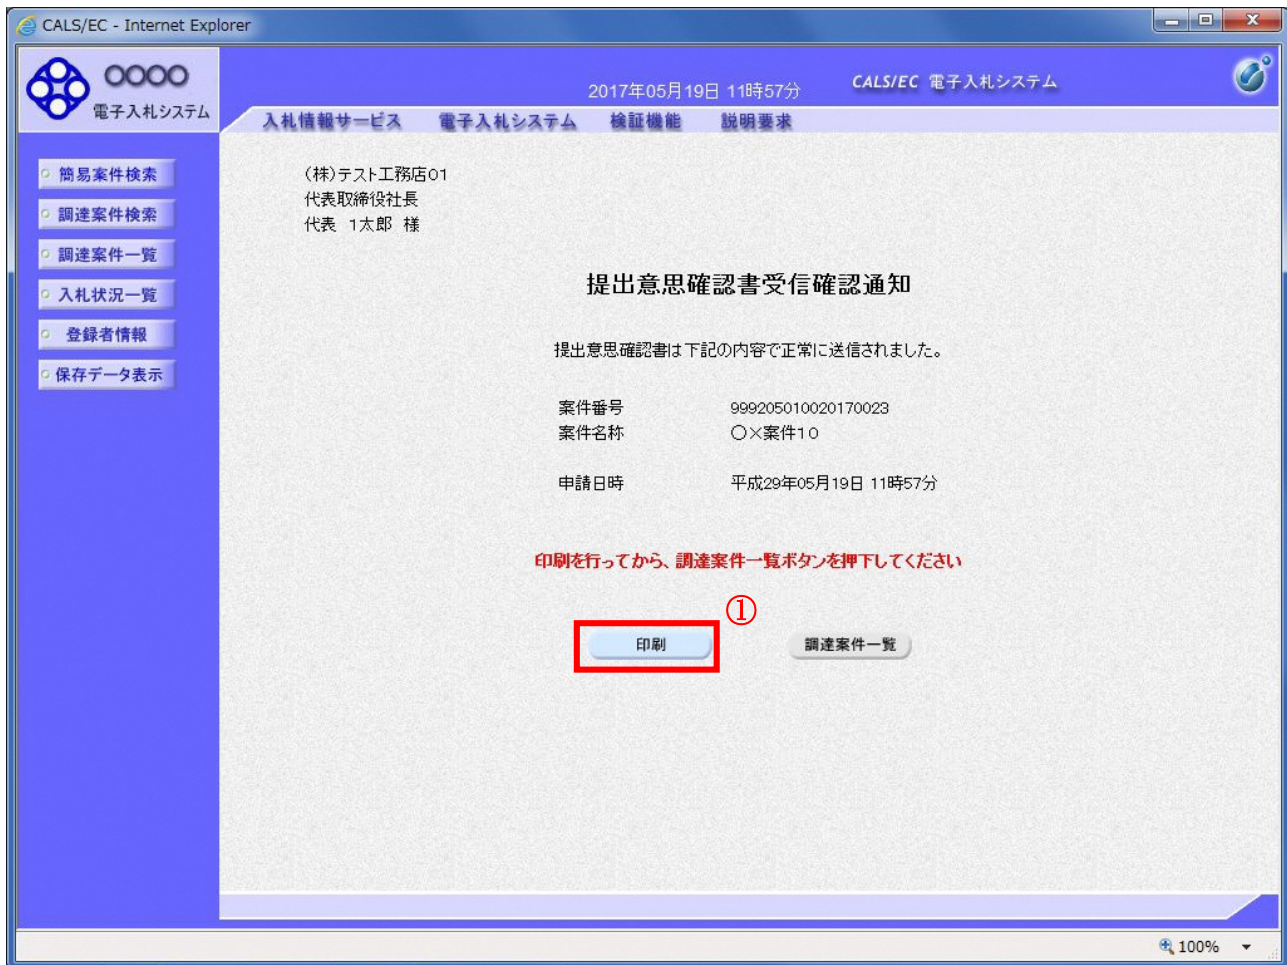 CALS/EC - Internet Explorer
○○○○
電子入札システム
2017年05月19日 11時57分
CALS/EC 電子入札システム
入札情報サービス 電子入札システム 検証機能 説明要求
簡易案件検索
調達案件検索
調達案件一覧
入札状況一覧
登録者情報
保存データ表示
(株)テスト工務店01
代表取締役社長
代表 1太郎 様
提出意思確認書受信確認通知
提出意思確認書は下記の内容で正常に送信されました。
案件番号 999205010020170023
案件名称 ○×案件10
申請日時 平成29年05月19日 11時57分
印刷を行ってから、調達案件一覧ボタンを押下してください
①
印刷 調達案件一覧
100%